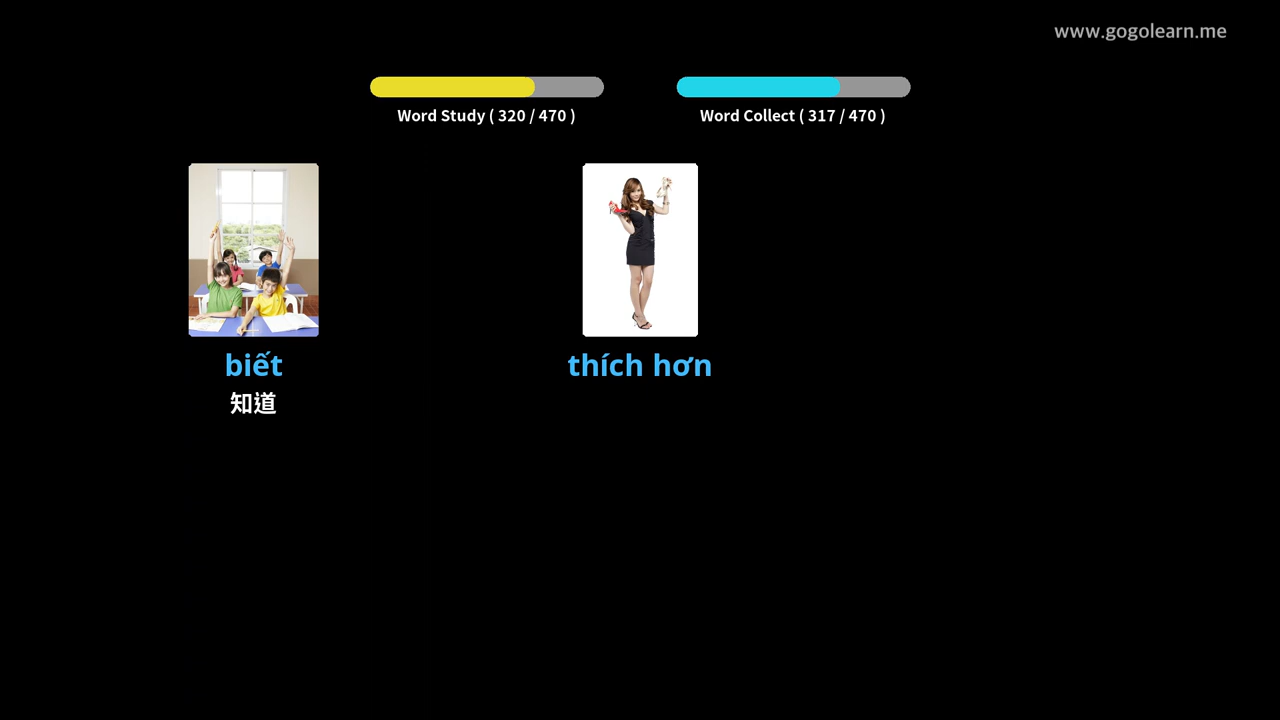 www.gogolearn.me
Word Study ( 320 / 470 )
Word Collect ( 317 / 470 )
biết
知道
thích hơn